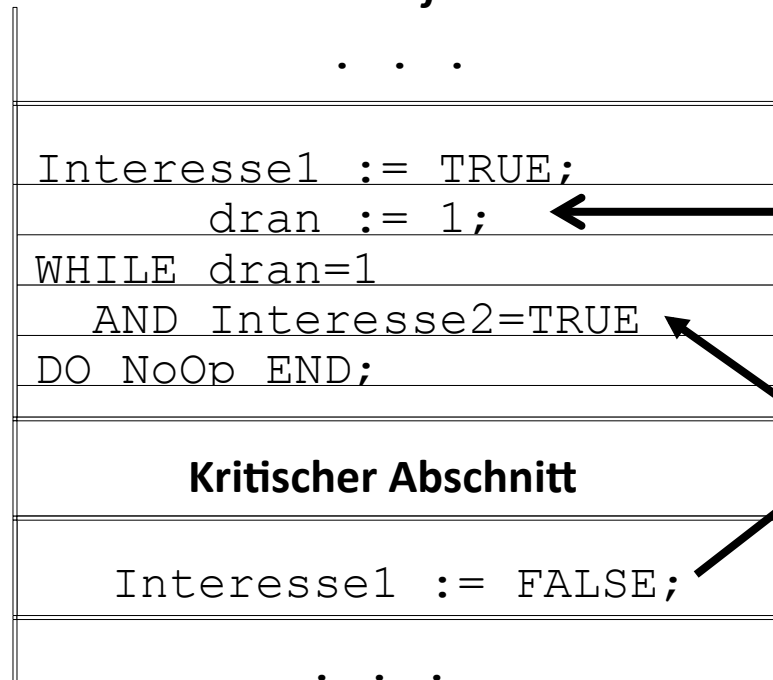 . . .
Interesse1 := TRUE;
dran := 1;
WHILE dran=1
AND Interesse2=TRUE
DO NoOp END;
Kritischer Abschnitt
Interesse1 := FALSE;
. . .